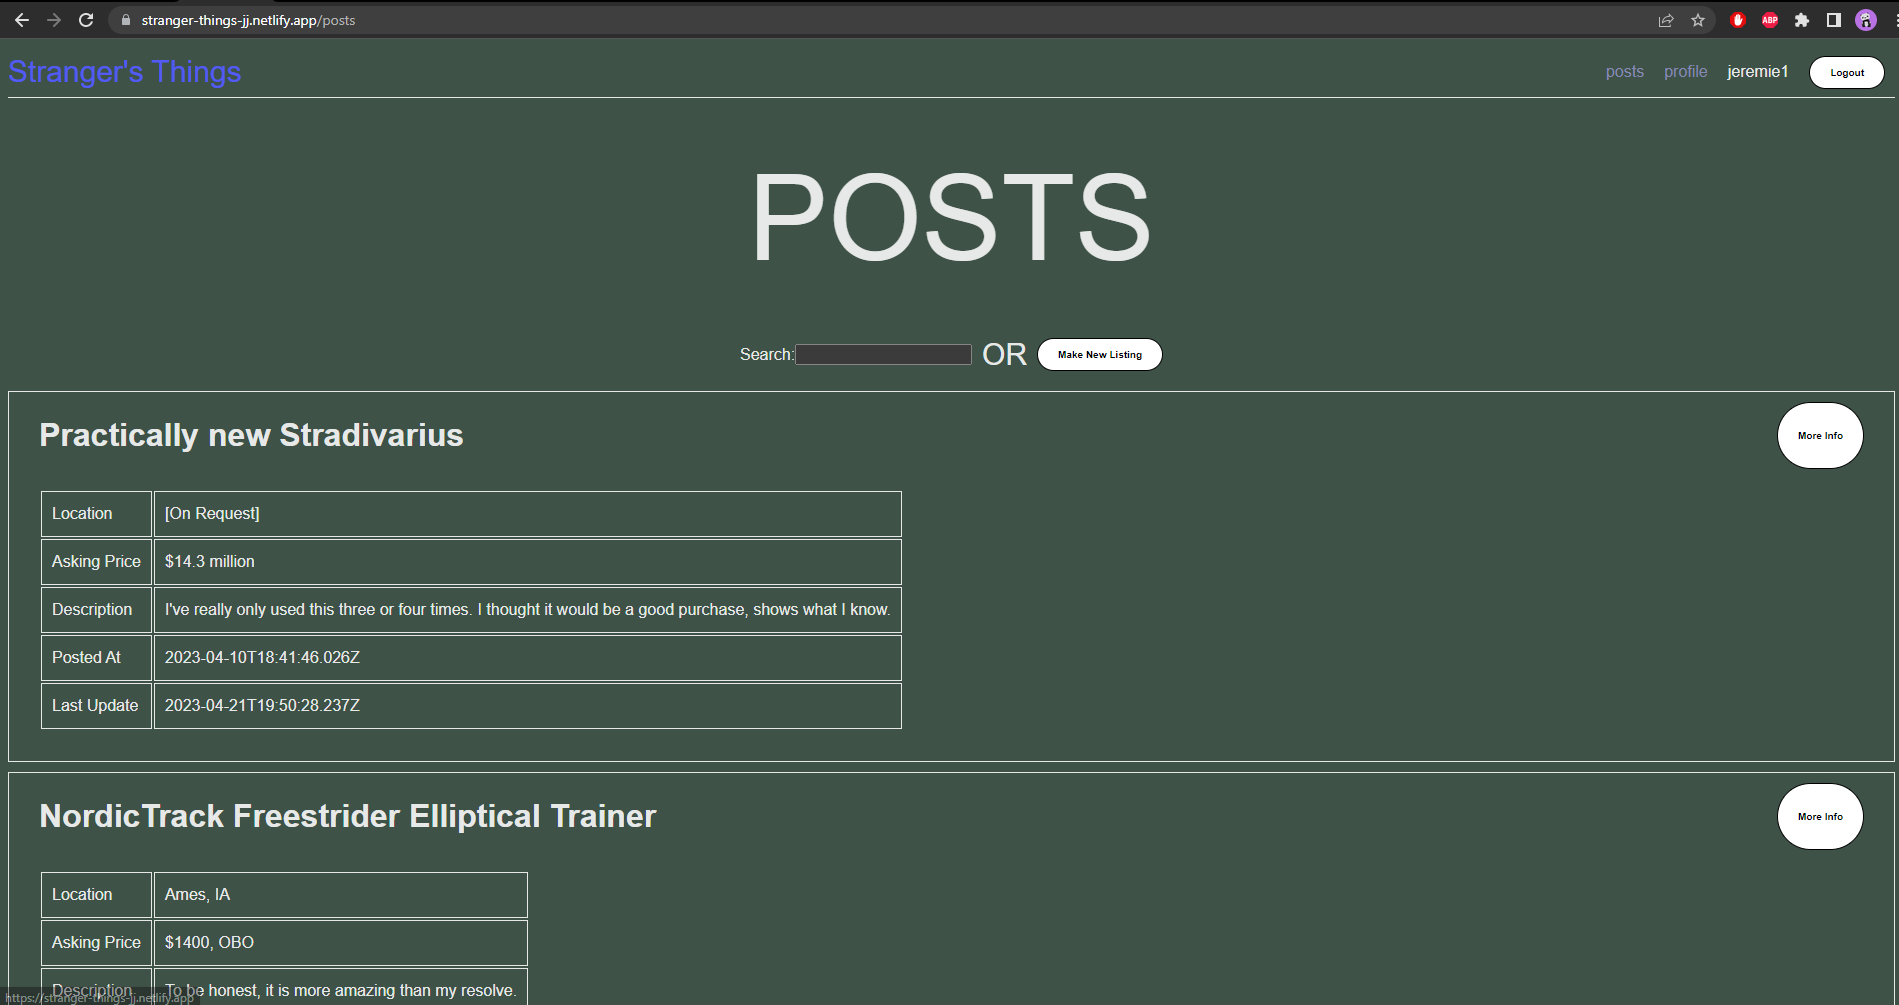 stranger-things-jj.netlify.app/posts
ABP
Stranger's Things
posts profile jeremie1 Logout
POSTS
Search: OR Make New Listing
Practically new Stradivarius
More Info
Location [On Request]
Asking Price $14.3 million
Description I've really only used this three or four times. I thought it would be a good purchase, shows what I know.
Posted At 2023-04-10T18:41:46.026Z
Last Update 2023-04-21T19:50:28.237Z
NordicTrack Freestrider Elliptical Trainer
More Info
Location Ames, IA
Asking Price $1400, OBO
Description To be honest, it is more amazing than my resolve.
https://stranger-things-jj.netlify.app